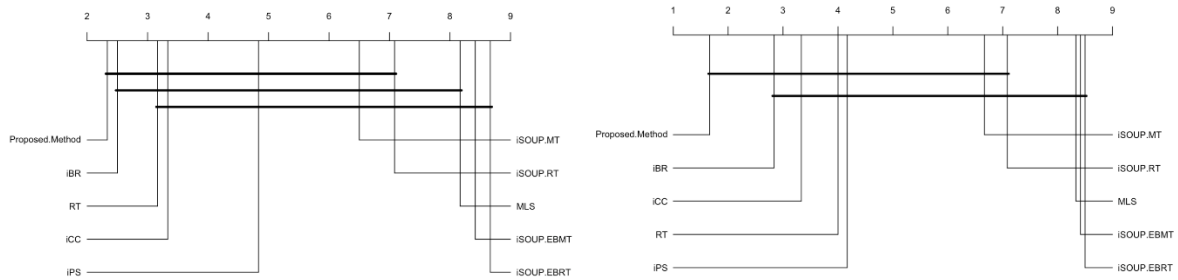 2 3 4 5 6 7 8 9
Proposed.Method
iBR
RT
iCC
iPS
iSOUP.MT
iSOUP.RT
MLS
iSOUP.EBMT
iSOUP.EBRT
1 2 3 4 5 6 7 8 9
Proposed.Method
iBR
iCC
RT
iPS
iSOUP.MT
iSOUP.RT
MLS
iSOUP.EBMT
iSOUP.EBRT